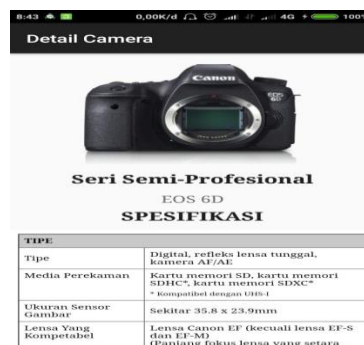 8:43 0,00K/d 4G 100%
Detail Camera
Canon
EOS
6D
Seri Semi-Profesional
EOS 6D
SPESIFIKASI
TIPE
Tipe Digital, refleks lensa tunggal,
kamera AF/AE
Media Perekaman Kartu memori SD, kartu memori
SDHC*, kartu memori SDXC*
* Kompatibel dengan UHS-I
Ukuran Sensor Sekitar 35.8 x 23.9mm
Gambar
Lensa Yang Lensa Canon EF (kecuali lensa EF-S
Kompetabel dan EF-M)
(Panjang fokus lensa yang setara